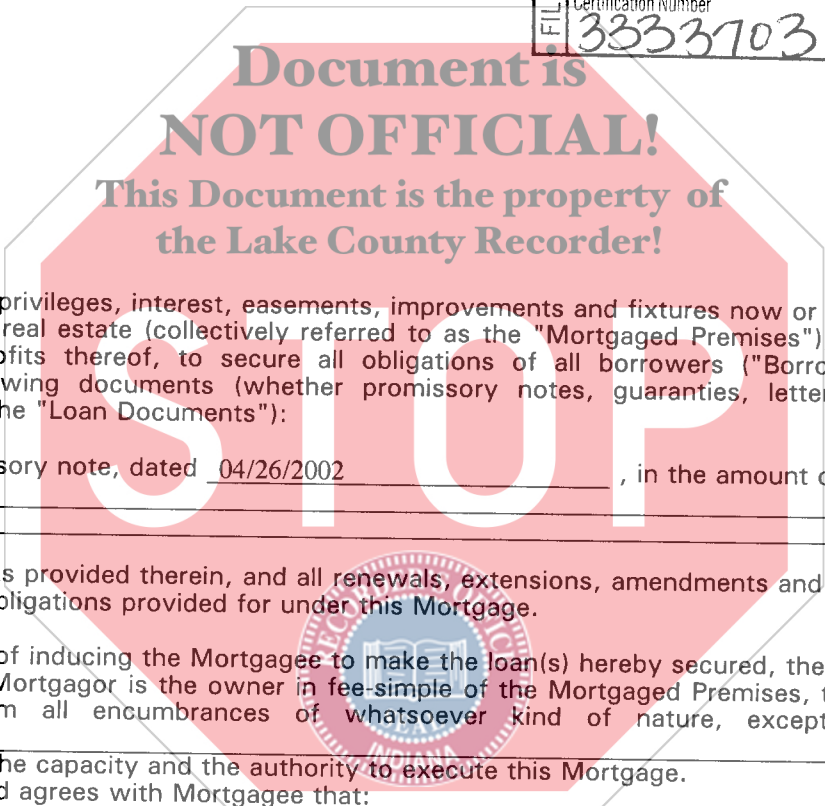 Certification Number
FIL
3333703
Document is
NOT OFFICIAL!
This Document is the property of
the Lake County Recorder!
privileges, interest, easements, improvements and fixtures now or
real estate (collectively referred to as the "Mortgaged Premises")
ofits thereof, to secure all obligations of all borrowers ("Borro
wing documents (whether promissory notes, guaranties, letter
he "Loan Documents"):
STOP
sory note, dated 04/26/2002 , in the amount o
s provided therein, and all renewals, extensions, amendments and
bligations provided for under this Mortgage.
of inducing the Mortgagee to make the loan(s) hereby secured, the
Mortgagor is the owner in fee-simple of the Mortgaged Premises, t
m all encumbrances of whatsoever kind of nature, except
RECORDER'S OFFICE
SEAL
INDIANA
he capacity and the authority to execute this Mortgage.
d agrees with Mortgagee that: